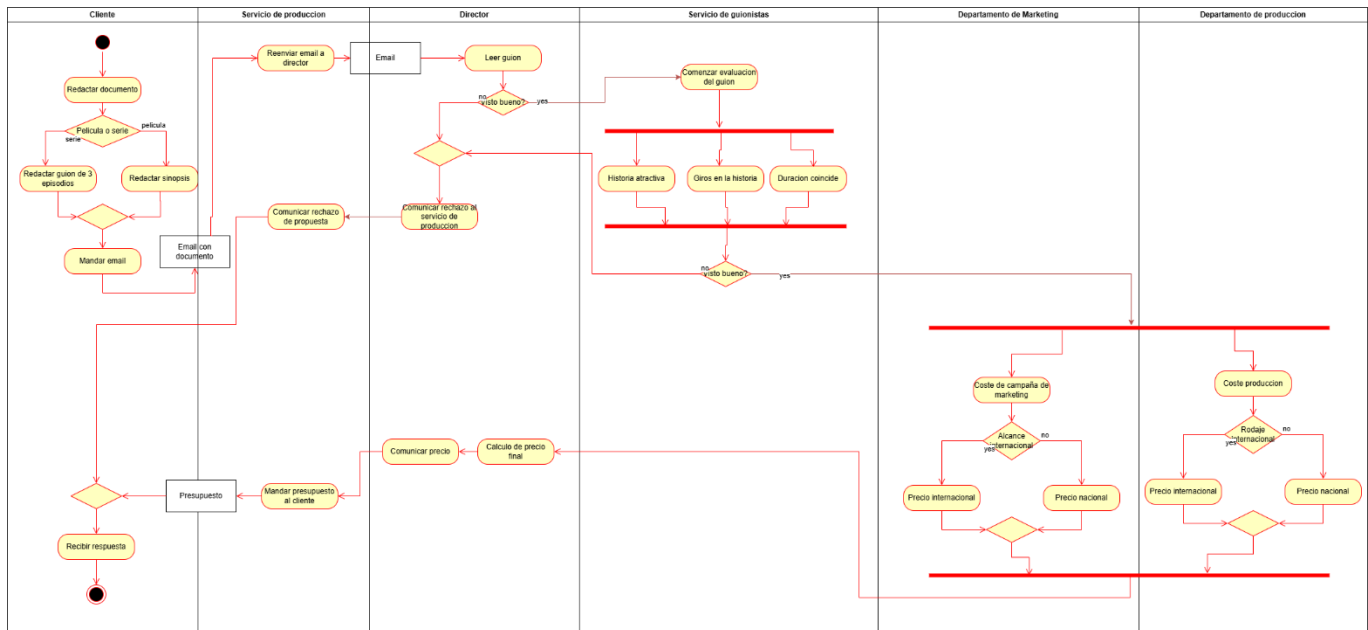 Cliente
Servicio de produccion
Director
Servicio de guionistas
Departamento de Marketing
Departamento de produccion
Redactar documento
Pelicula o serie
serie
película
Redactar guion de 3
episodios
Redactar sinopsis
Mandar email
Email con
documento
Reenviar email a
director
Email
Leer guion
visto bueno?
no
yes
Comunicar rechazo al
servicio de
produccion
Comunicar rechazo
de propuesta
Comenzar evaluacion
del guion
Historia atractiva
Giros en la historia
Duracion coincide
visto bueno?
no
yes
Coste de campaña de
marketing
Alcance
internacional
yes
no
Precio internacional
Precio nacional
Coste produccion
Rodaje
internacional
yes
no
Precio internacional
Precio nacional
Calculo de precio
final
Comunicar precio
Mandar presupuesto
al cliente
Presupuesto
Recibir respuesta